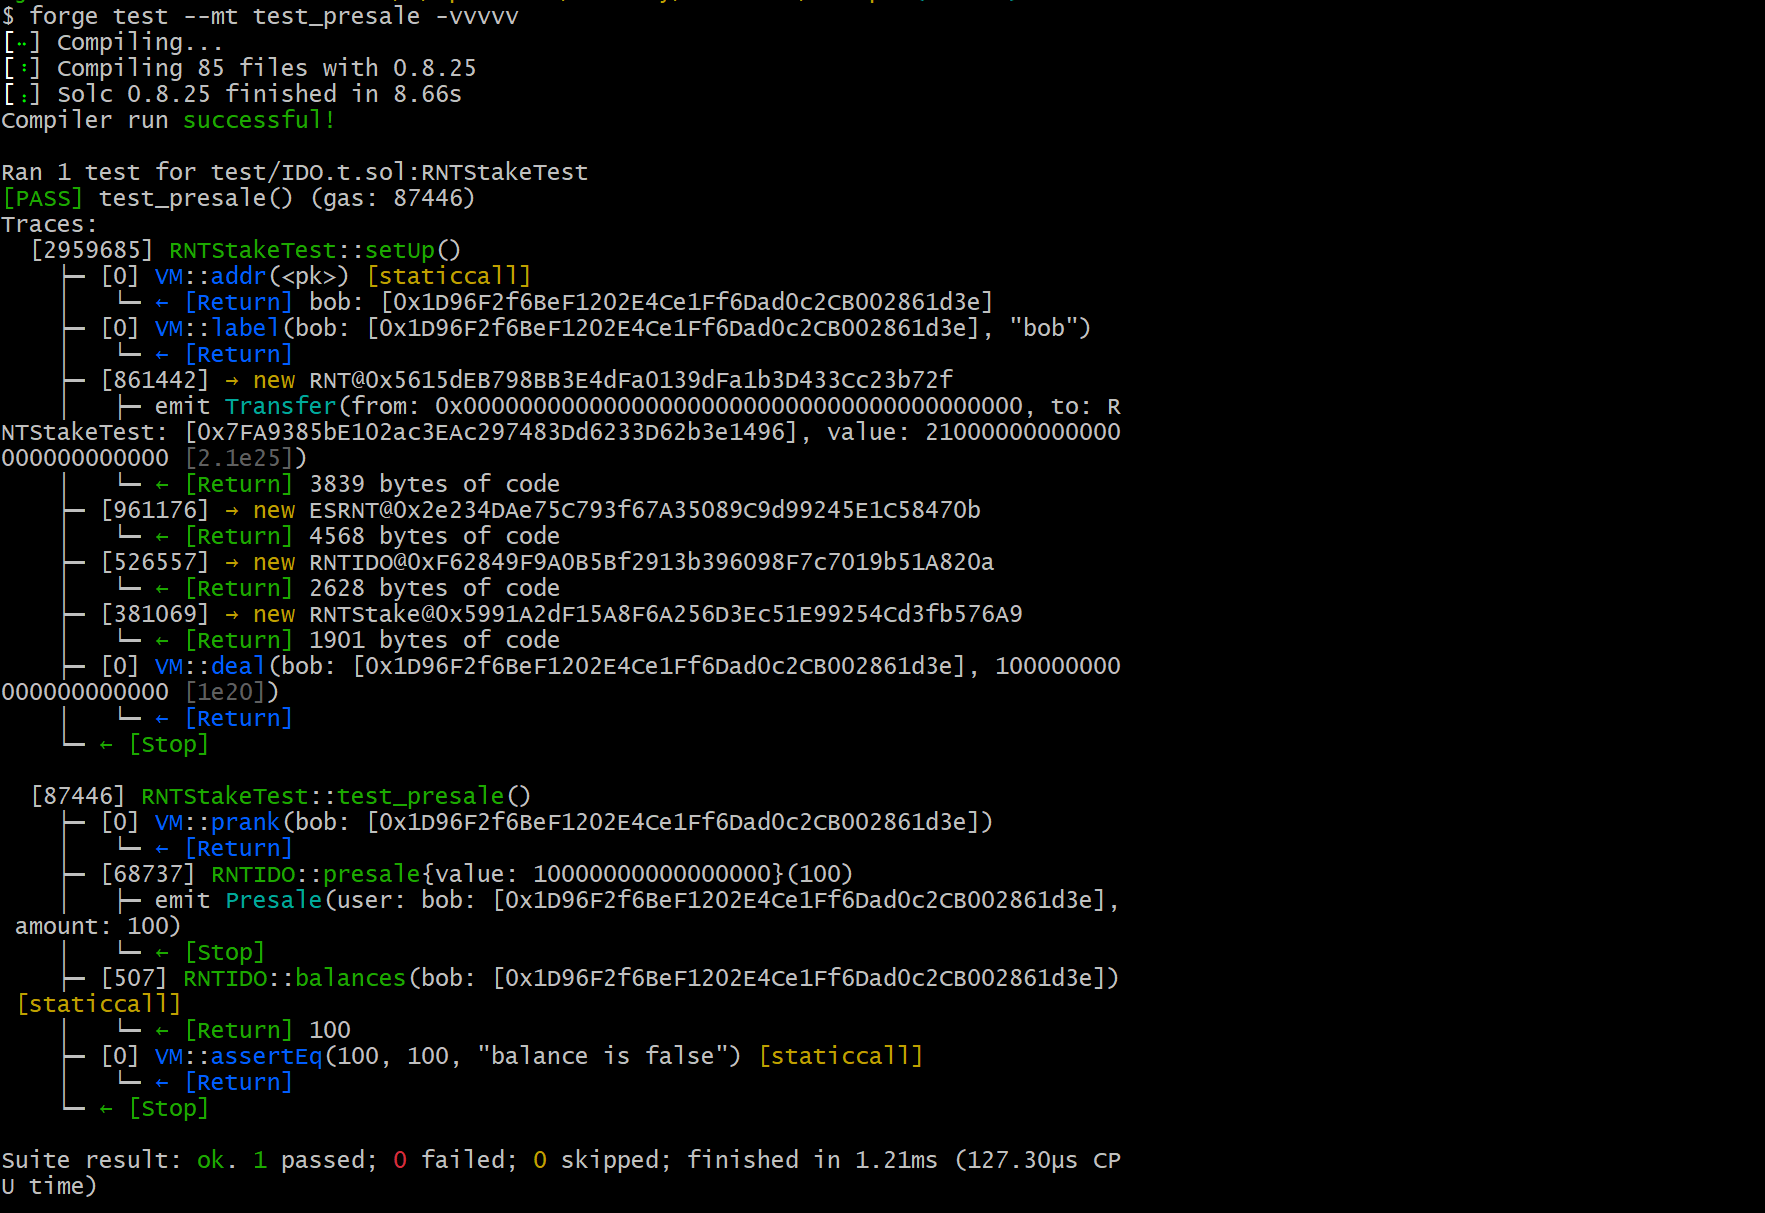 $ forge test --mt test_presale -vvvvv
[⠒] Compiling...
[⠘] Compiling 85 files with 0.8.25
[⠰] Solc 0.8.25 finished in 8.66s
Compiler run successful!
Ran 1 test for test/IDO.t.sol:RNTStakeTest
[PASS] test_presale() (gas: 87446)
Traces:
  [2959685] RNTStakeTest::setUp()
    ├─ [0] VM::addr(<pk>) [staticcall]
    │   └─ ← [Return] bob: [0x1D96F2f6BeF1202E4Ce1Ff6Dad0c2CB002861d3e]
    ├─ [0] VM::label(bob: [0x1D96F2f6BeF1202E4Ce1Ff6Dad0c2CB002861d3e], "bob")
    │   └─ ← [Return]
    ├─ [861442] → new RNT@0x5615dEB798BB3E4dFa0139dFa1b3D433Cc23b72f
    │   ├─ emit Transfer(from: 0x0000000000000000000000000000000000000000, to: R
NTStakeTest: [0x7FA9385bE102ac3EAc297483Dd6233D62b3e1496], value: 21000000000000
000000000000 [2.1e25])
    │   └─ ← [Return] 3839 bytes of code
    ├─ [961176] → new ESRNT@0x2e234DAe75C793f67A35089C9d99245E1C58470b
    │   └─ ← [Return] 4568 bytes of code
    ├─ [526557] → new RNTIDO@0xF62849F9A0B5Bf2913b396098F7c7019b51A820a
    │   └─ ← [Return] 2628 bytes of code
    ├─ [381069] → new RNTStake@0x5991A2dF15A8F6A256D3Ec51E99254Cd3fb576A9
    │   └─ ← [Return] 1901 bytes of code
    ├─ [0] VM::deal(bob: [0x1D96F2f6BeF1202E4Ce1Ff6Dad0c2CB002861d3e], 100000000
000000000000 [1e20])
    │   └─ ← [Return]
    └─ ← [Stop]
  [87446] RNTStakeTest::test_presale()
    ├─ [0] VM::prank(bob: [0x1D96F2f6BeF1202E4Ce1Ff6Dad0c2CB002861d3e])
    │   └─ ← [Return]
    ├─ [68737] RNTIDO::presale{value: 10000000000000000}(100)
    │   ├─ emit Presale(user: bob: [0x1D96F2f6BeF1202E4Ce1Ff6Dad0c2CB002861d3e],
 amount: 100)
    │   └─ ← [Stop]
    ├─ [507] RNTIDO::balances(bob: [0x1D96F2f6BeF1202E4Ce1Ff6Dad0c2CB002861d3e])
 [staticcall]
    │   └─ ← [Return] 100
    ├─ [0] VM::assertEq(100, 100, "balance is false") [staticcall]
    │   └─ ← [Return]
    └─ ← [Stop]
Suite result: ok. 1 passed; 0 failed; 0 skipped; finished in 1.21ms (127.30µs CP
U time)